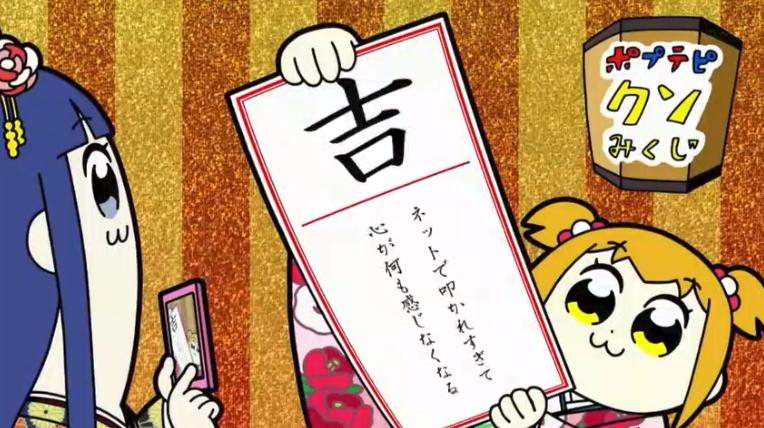 吉
ネットで叩かれすぎて
心が何も感じなくなる
ポプテピ
クソ
みくじ
吉